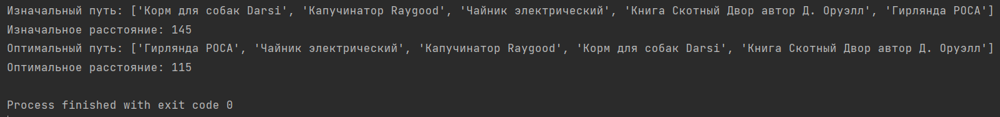 Изначальный путь: ['Корм для собак Darsi', 'Капучинатор Raygood', 'Чайник электрический', 'Книга Скотный Двор автор Д. Оруэлл', 'Гирлянда РОСА']
Изначальное расстояние: 145
Оптимальный путь: ['Гирлянда РОСА', 'Чайник электрический', 'Капучинатор Raygood', 'Корм для собак Darsi', 'Книга Скотный Двор автор Д. Оруэлл']
Оптимальное расстояние: 115
Process finished with exit code 0